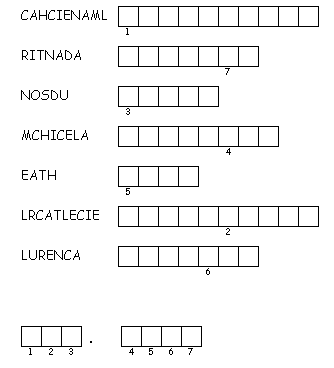 CAHCIENAML
1
RITNADA
7
NOSDU
3
MCHICELA
4
EATH
5
LRCATLECIE
2
LURENCA
6
.
1 2 3 4 5 6 7